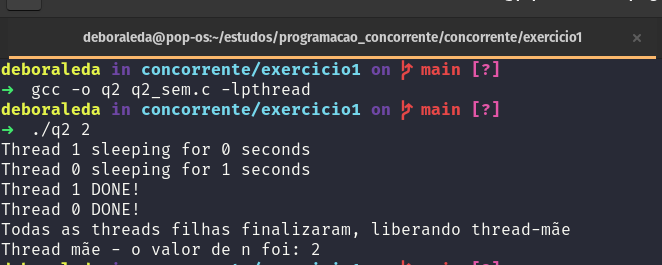 deboraleda@pop-os:~/estudos/programacao_concorrente/concorrente/exercicio1 ×
deboraleda in concorrente/exercicio1 on main [?]
➜ gcc -o q2 q2_sem.c -lpthread
deboraleda in concorrente/exercicio1 on main [?]
➜ ./q2 2
Thread 1 sleeping for 0 seconds
Thread 0 sleeping for 1 seconds
Thread 1 DONE!
Thread 0 DONE!
Todas as threads filhas finalizaram, liberando thread-mãe
Thread mãe - o valor de n foi: 2